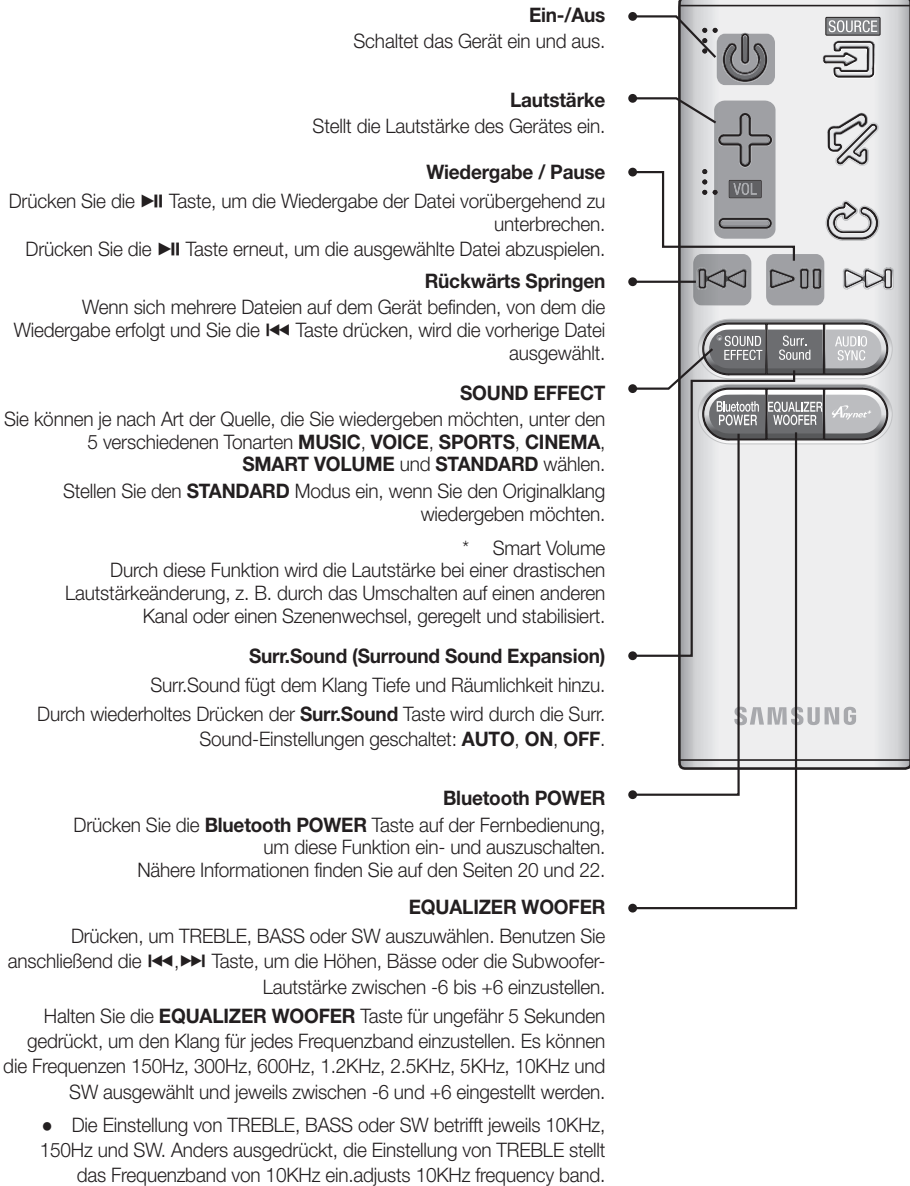 Ein-/Aus
Schaltet das Gerät ein und aus.
Lautstärke
Stellt die Lautstärke des Gerätes ein.
Wiedergabe / Pause
Drücken Sie die ►II Taste, um die Wiedergabe der Datei vorübergehend zu
unterbrechen.
Drücken Sie die ►II Taste erneut, um die ausgewählte Datei abzuspielen.
Rückwärts Springen
Wenn sich mehrere Dateien auf dem Gerät befinden, von dem die
Wiedergabe erfolgt und Sie die I◄◄ Taste drücken, wird die vorherige Datei
ausgewählt.
SOUND EFFECT
Sie können je nach Art der Quelle, die Sie wiedergeben möchten, unter den
5 verschiedenen Tonarten MUSIC, VOICE, SPORTS, CINEMA,
SMART VOLUME und STANDARD wählen.
Stellen Sie den STANDARD Modus ein, wenn Sie den Originalklang
wiedergeben möchten.
* Smart Volume
Durch diese Funktion wird die Lautstärke bei einer drastischen
Lautstärkeänderung, z. B. durch das Umschalten auf einen anderen
Kanal oder einen Szenenwechsel, geregelt und stabilisiert.
Surr.Sound (Surround Sound Expansion)
Surr.Sound fügt dem Klang Tiefe und Räumlichkeit hinzu.
Durch wiederholtes Drücken der Surr.Sound Taste wird durch die Surr.
Sound-Einstellungen geschaltet: AUTO, ON, OFF.
Bluetooth POWER
Drücken Sie die Bluetooth POWER Taste auf der Fernbedienung,
um diese Funktion ein- und auszuschalten.
Nähere Informationen finden Sie auf den Seiten 20 und 22.
EQUALIZER WOOFER
Drücken, um TREBLE, BASS oder SW auszuwählen. Benutzen Sie
anschließend die I◄◄,►►I Taste, um die Höhen, Bässe oder die Subwoofer-
Lautstärke zwischen -6 bis +6 einzustellen.
Halten Sie die EQUALIZER WOOFER Taste für ungefähr 5 Sekunden
gedrückt, um den Klang für jedes Frequenzband einzustellen. Es können
die Frequenzen 150Hz, 300Hz, 600Hz, 1.2KHz, 2.5KHz, 5KHz, 10KHz und
SW ausgewählt und jeweils zwischen -6 und +6 eingestellt werden.
● Die Einstellung von TREBLE, BASS oder SW betrifft jeweils 10KHz,
150Hz und SW. Anders ausgedrückt, die Einstellung von TREBLE stellt
das Frequenzband von 10KHz ein.adjusts 10KHz frequency band.
SOURCE
VOL
* SOUND
EFFECT
Surr.
Sound
AUDIO
SYNC
Bluetooth
POWER
EQUALIZER
WOOFER
Anynet+
SAMSUNG